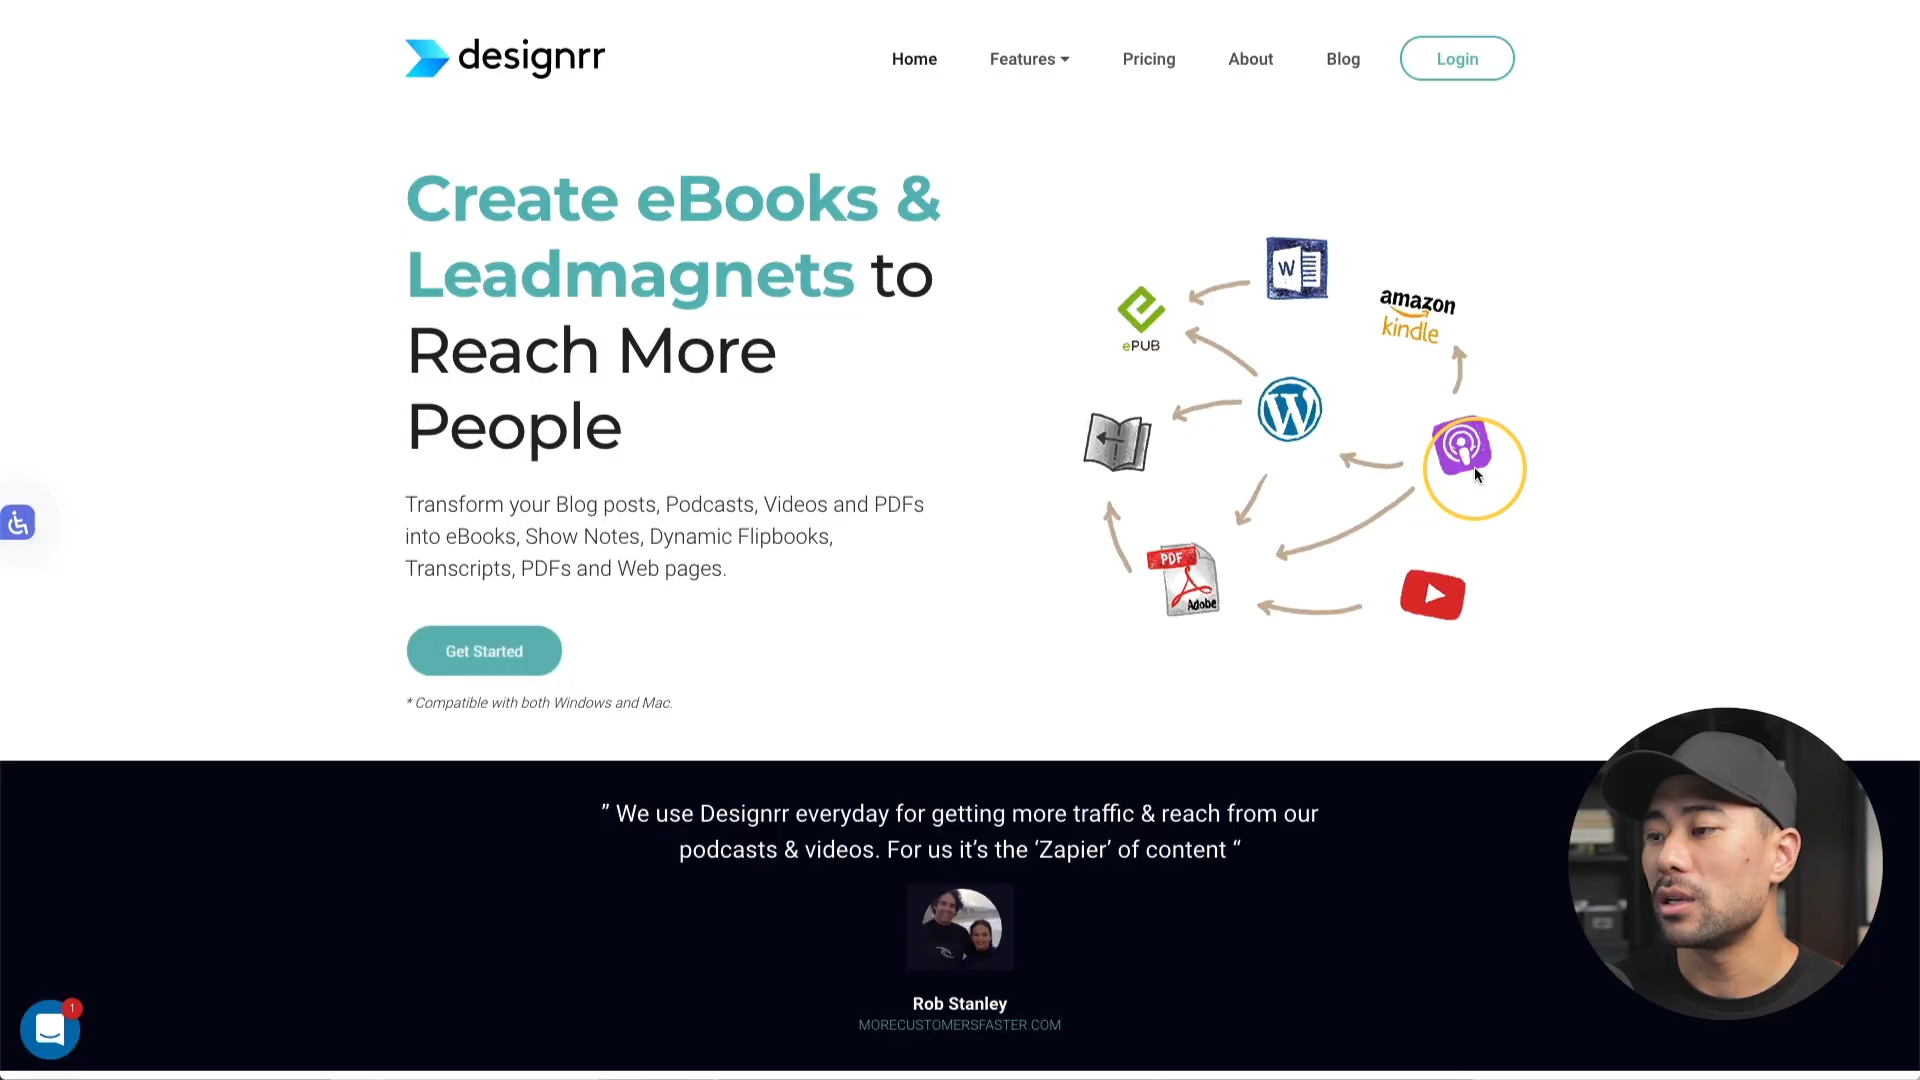 designrr
Home
Features
Pricing
About
Blog
Login
Create eBooks &
Leadmagnets to
Reach More
People
Transform your Blog posts, Podcasts, Videos and PDFs
into eBooks, Show Notes, Dynamic Flipbooks,
Transcripts, PDFs and Web pages.
Get Started
* Compatible with both Windows and Mac.
W
amazon
kindle
ePUB
W
PDF
Adobe
” We use Designrr everyday for getting more traffic & reach from our
podcasts & videos. For us it’s the ‘Zapier’ of content “
Rob Stanley
MORECUSTOMERSFASTER.COM
1